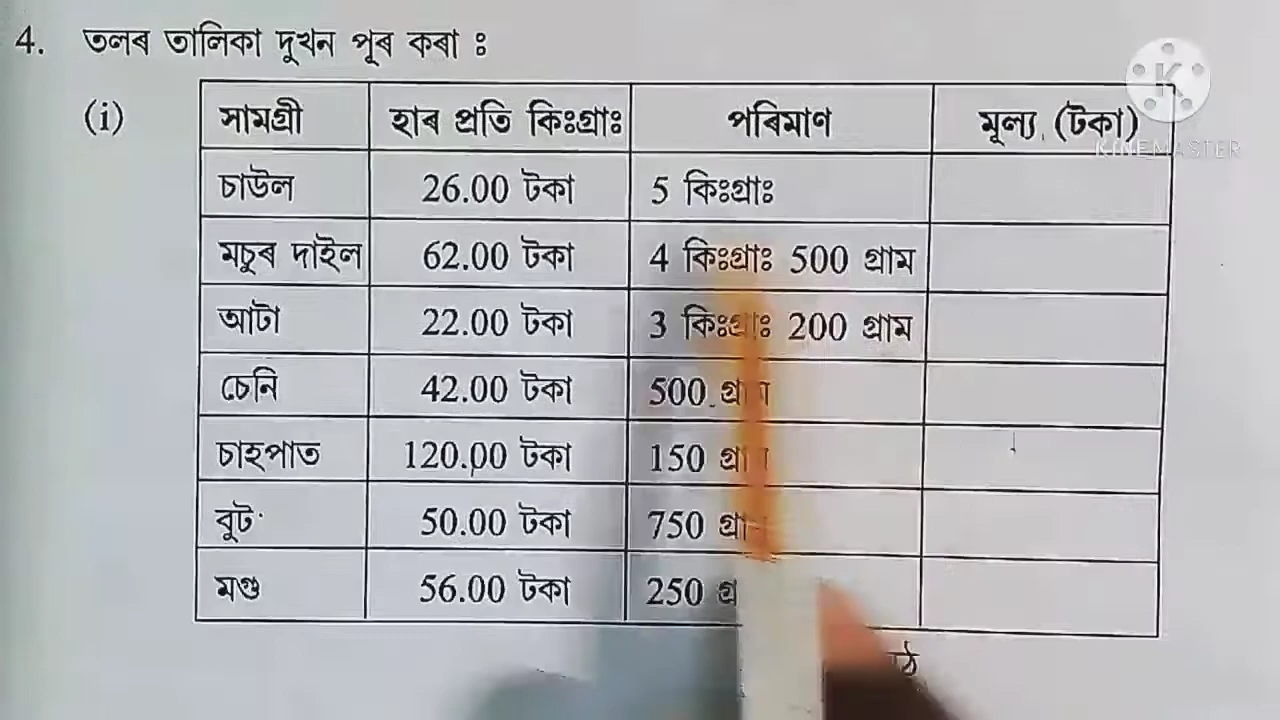 4. তলৰ তালিকা দুখন পূৰ কৰা ঃ
(i) সামগ্ৰী হাৰ প্ৰতি কিঃগ্ৰাঃ পৰিমাণ মূল্য (টকা)
চাউল 26.00 টকা 5 কিঃগ্ৰাঃ
মচুৰ দাইল 62.00 টকা 4 কিঃগ্ৰাঃ 500 গ্ৰাম
আটা 22.00 টকা 3 কিঃগ্ৰাঃ 200 গ্ৰাম
চেনি 42.00 টকা 500 গ্ৰাম
চাহপাত 120.00 টকা 150
বুট 50.00 টকা 750
মগু 56.00 টকা 250
K
KINEMASTER